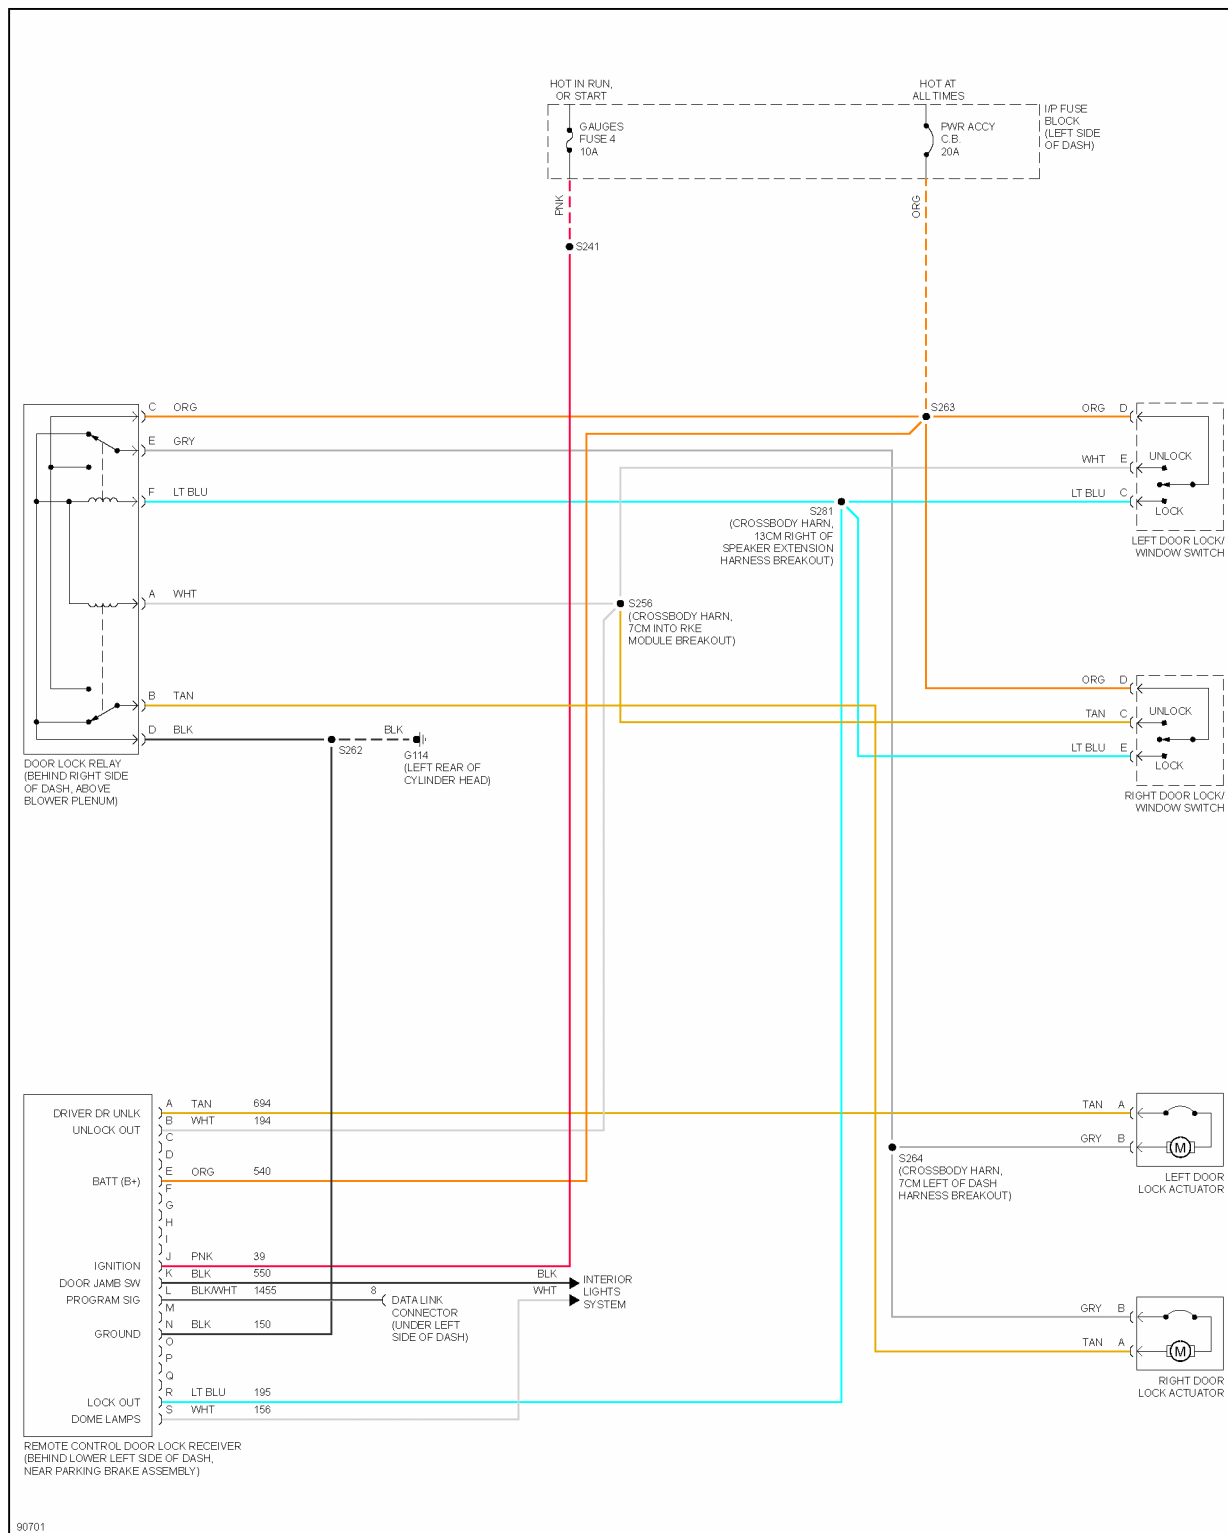 HOT IN RUN,
OR START
HOT AT
ALL TIMES
GAUGES
FUSE 4
10A
PWR ACCY
C.B.
20A
I/P FUSE
BLOCK
(LEFT SIDE
OF DASH)
PNK
ORG
S241
C ORG
S263
ORG D
E GRY
WHT E
UNLOCK
F LT BLU
LT BLU C
LOCK
S281
(CROSSBODY HARN,
13CM RIGHT OF
SPEAKER EXTENSION
HARNESS BREAKOUT)
LEFT DOOR LOCK/
WINDOW SWITCH
A WHT
S256
(CROSSBODY HARN,
7CM INTO RKE
MODULE BREAKOUT)
B TAN
ORG D
TAN C
UNLOCK
D BLK
BLK
S262
G114
(LEFT REAR OF
CYLINDER HEAD)
LT BLU E
LOCK
DOOR LOCK RELAY
(BEHIND RIGHT SIDE
OF DASH, ABOVE
BLOWER PLENUM)
RIGHT DOOR LOCK/
WINDOW SWITCH
DRIVER DR UNLK A TAN 694
UNLOCK OUT B WHT 194
C
D
BATT (B+) E ORG 540
F
G
H
I
IGNITION J PNK 39
DOOR JAMB SW K BLK 550
PROGRAM SIG L BLK/WHT 1455
M
GROUND N BLK 150
O
P
Q
LOCK OUT R LT BLU 195
DOME LAMPS S WHT 156
REMOTE CONTROL DOOR LOCK RECEIVER
(BEHIND LOWER LEFT SIDE OF DASH,
NEAR PARKING BRAKE ASSEMBLY)
BLK
WHT
INTERIOR
LIGHTS
SYSTEM
8
DATA LINK
CONNECTOR
(UNDER LEFT
SIDE OF DASH)
TAN A
GRY B
M
LEFT DOOR
LOCK ACTUATOR
S264
(CROSSBODY HARN,
7CM LEFT OF DASH
HARNESS BREAKOUT)
GRY B
TAN A
M
RIGHT DOOR
LOCK ACTUATOR
90701